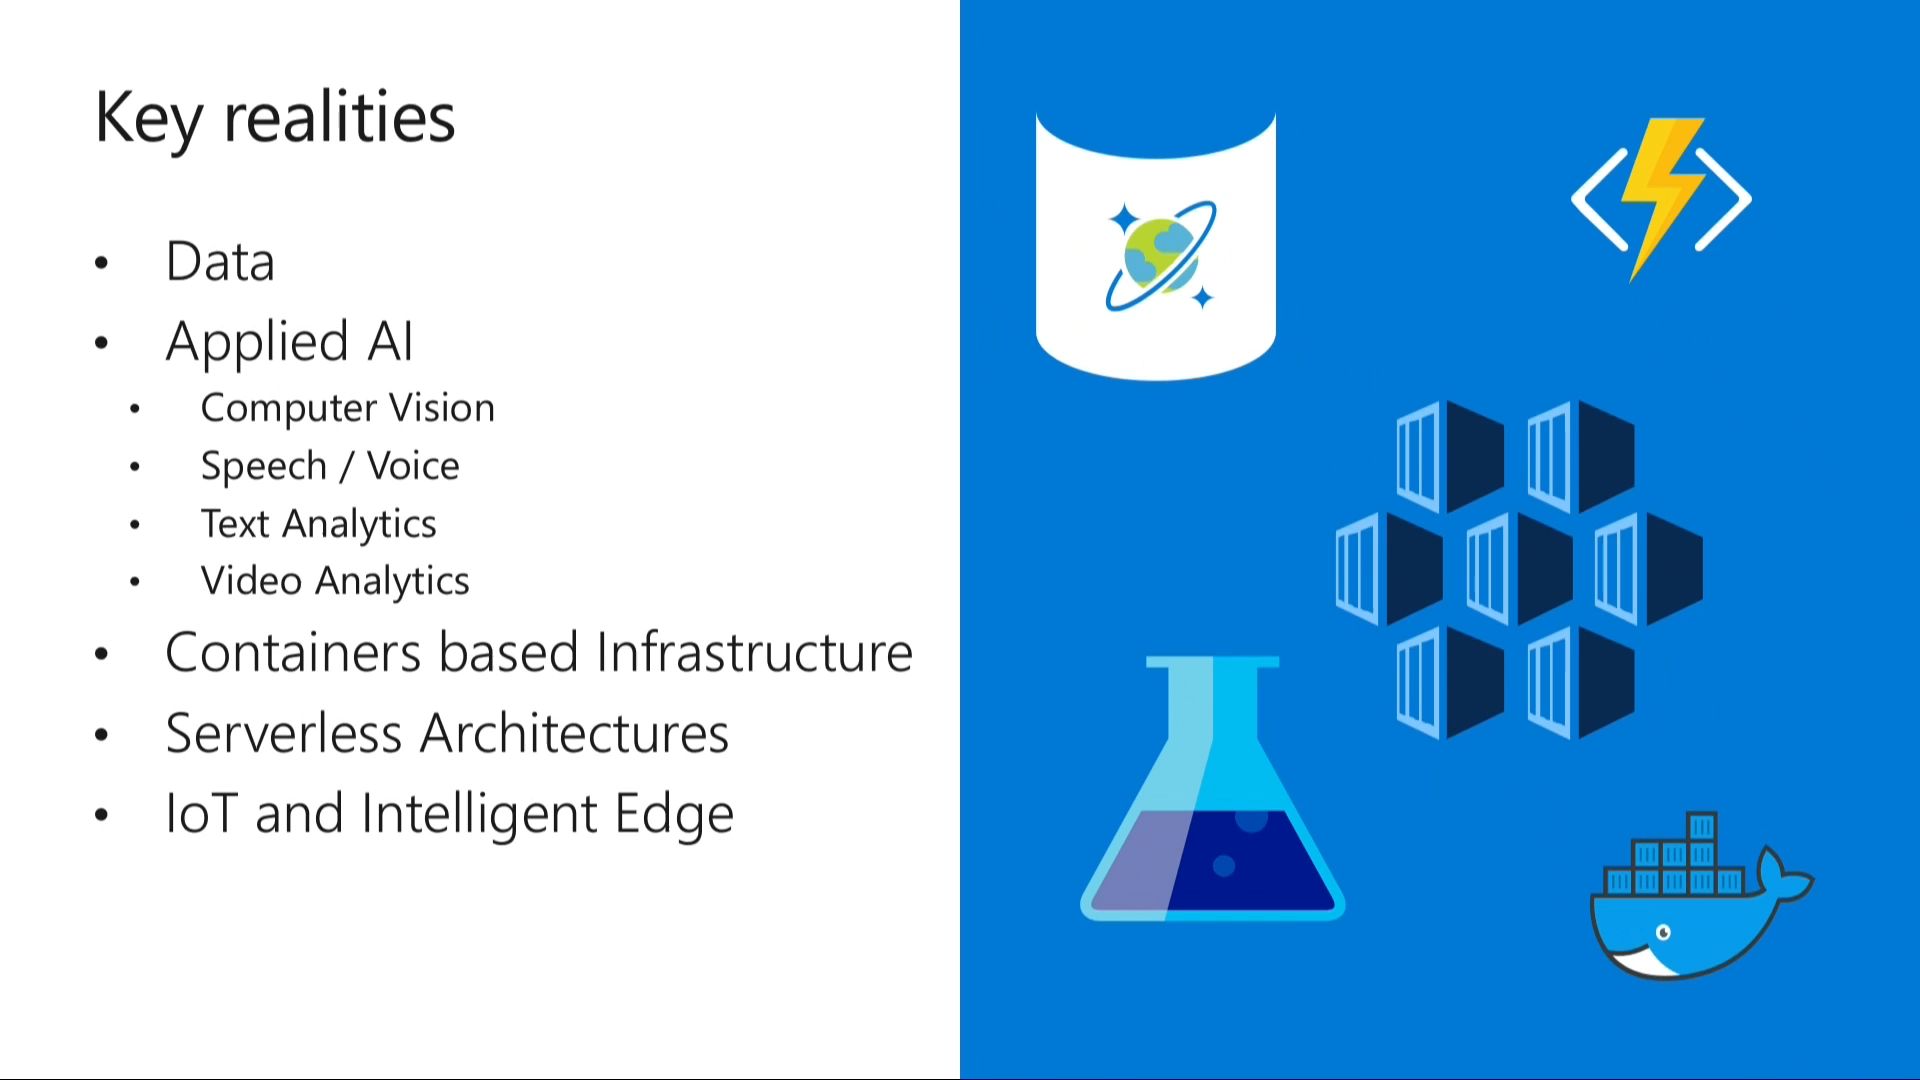 Key realities
• Data
• Applied AI
• Computer Vision
• Speech / Voice
• Text Analytics
• Video Analytics
• Containers based Infrastructure
• Serverless Architectures
• IoT and Intelligent Edge